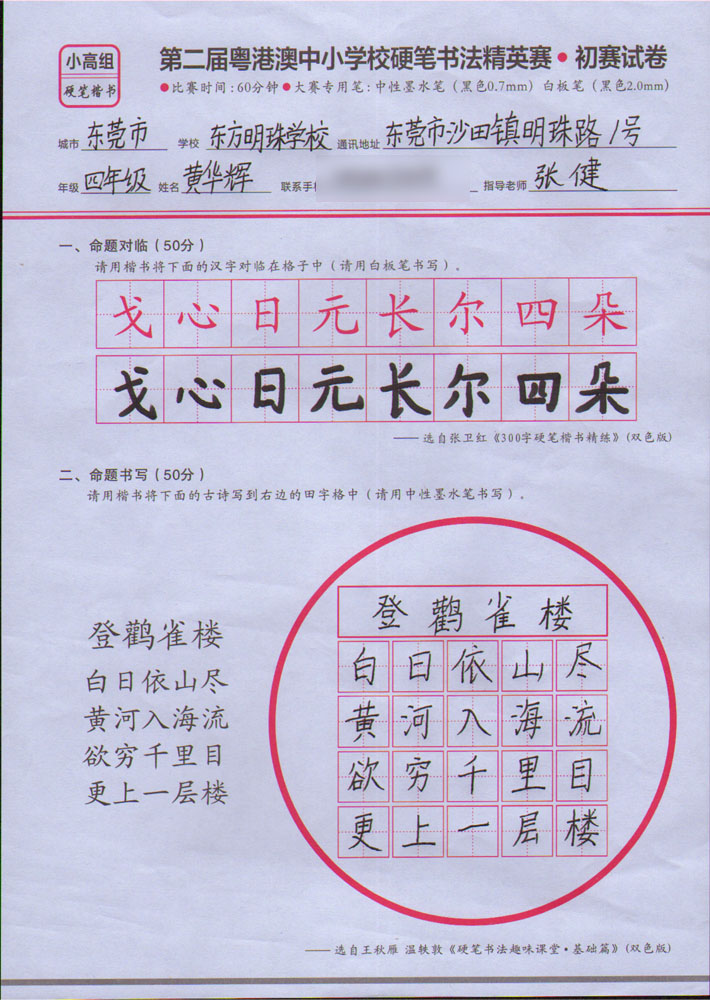 小高组
硬笔楷书
第二届粤港澳中小学校硬笔书法精英赛•初赛试卷
●比赛时间:60分钟●大赛专用笔:中性墨水笔(黑色0.7mm)白板笔(黑色2.0mm)
城市 东莞市 学校 东方明珠学校 通讯地址 东莞市沙田镇明珠路1号
年级 四年级 姓名 黄华辉 联系手机 指导老师 张健
一、命题对临(50分)
请用楷书将下面的汉字对临在格子中(请用白板笔书写)。
戈心日元长尔四朵
戈心日元长尔四朵
——选自张卫红《300字硬笔楷书精练》(双色版)
二、命题书写(50分)
请用楷书将下面的古诗写到右边的田字格中(请用中性墨水笔书写)。
登鹳雀楼
白日依山尽
黄河入海流
欲穷千里目
更上一层楼
登鹳雀楼
白日依山尽
黄河入海流
欲穷千里目
更上一层楼
——选自王秋雁 温轶敦《硬笔书法趣味课堂·基础篇》(双色版)